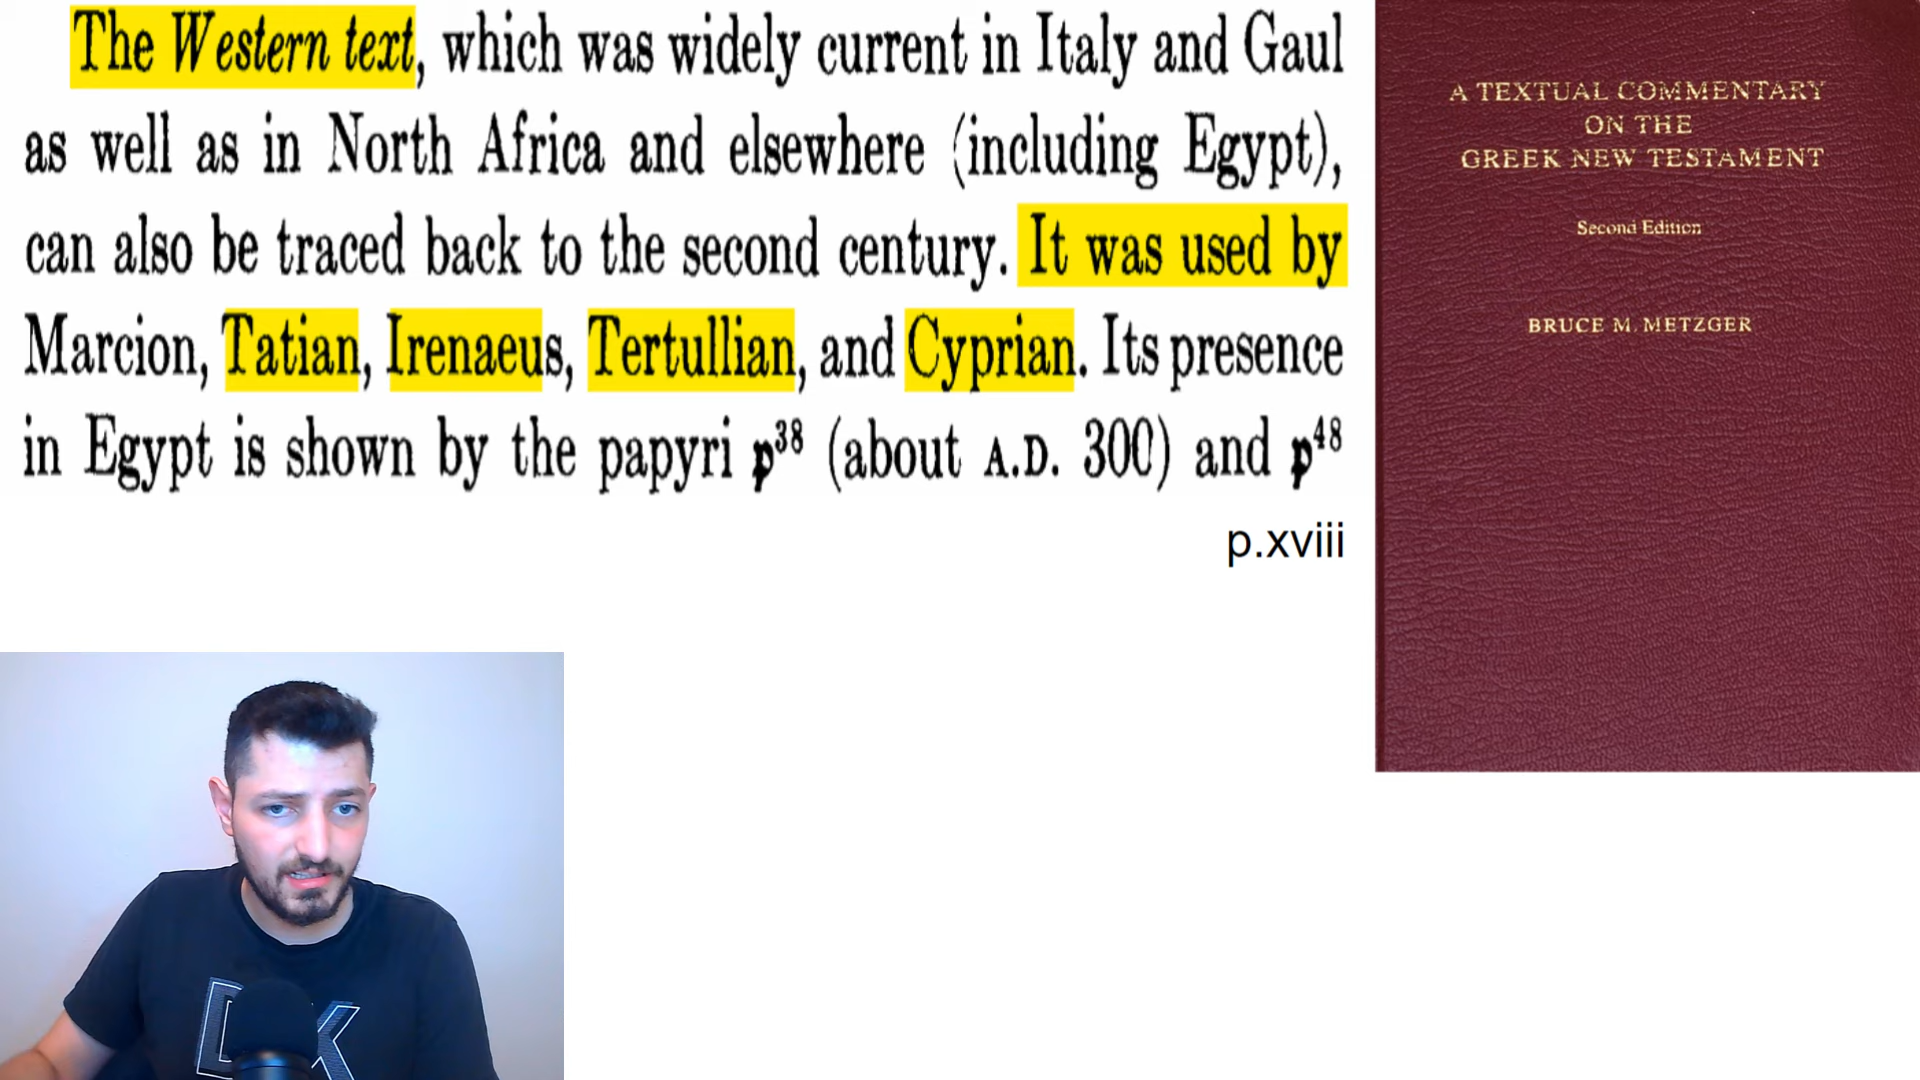 The Western text, which was widely current in Italy and Gaul
as well as in North Africa and elsewhere (including Egypt),
can also be traced back to the second century. It was used by
Marcion, Tatian, Irenaeus, Tertullian, and Cyprian. Its presence
in Egypt is shown by the papyri 𝔭³⁸ (about A.D. 300) and 𝔭⁴⁸
p.xviii
A TEXTUAL COMMENTARY
ON THE
GREEK NEW TESTAMENT
Second Edition
BRUCE M. METZGER